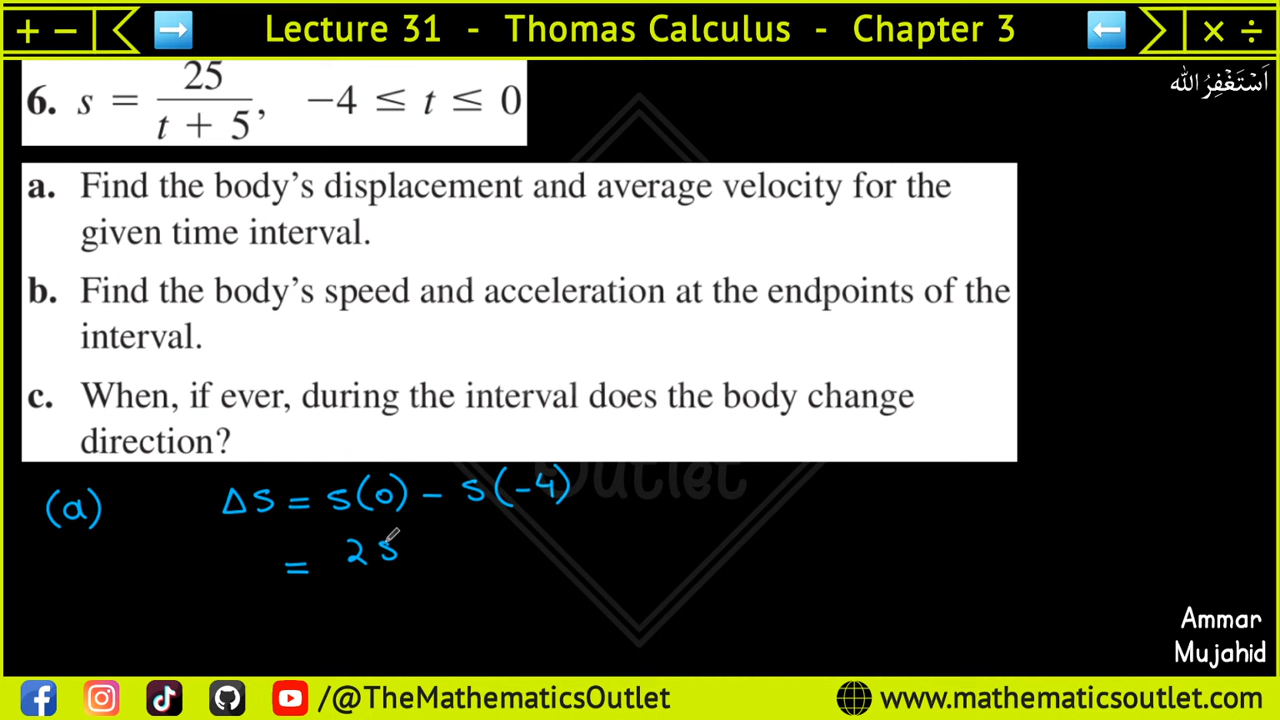 + − Lecture 31 - Thomas Calculus - Chapter 3 × ÷
اَسْتَغْفِرُ اللّٰه
6. s = 25/(t + 5), −4 ≤ t ≤ 0
a. Find the body’s displacement and average velocity for the
given time interval.
b. Find the body’s speed and acceleration at the endpoints of the
interval.
c. When, if ever, during the interval does the body change
direction?
Outlet
(a) Δs = s(0) − s(−4)
= 25
Ammar
Mujahid
/@TheMathematicsOutlet www.mathematicsoutlet.com